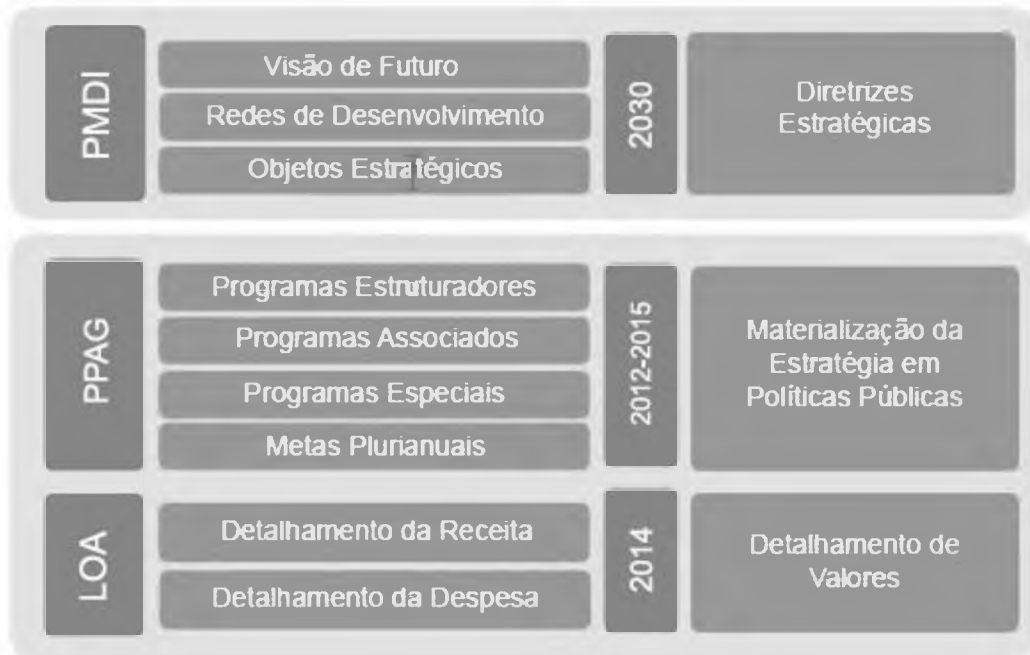 PMDI
Visão de Futuro
Redes de Desenvolvimento
Objetos Estratégicos
2030
Diretrizes
Estratégicas
PPAG
Programas Estruturadores
Programas Associados
Programas Especiais
Metas Plurianuais
2012-2015
Materialização da
Estratégia em
Políticas Públicas
LOA
Detalhamento da Receita
Detalhamento da Despesa
2014
Detalhamento de
Valores